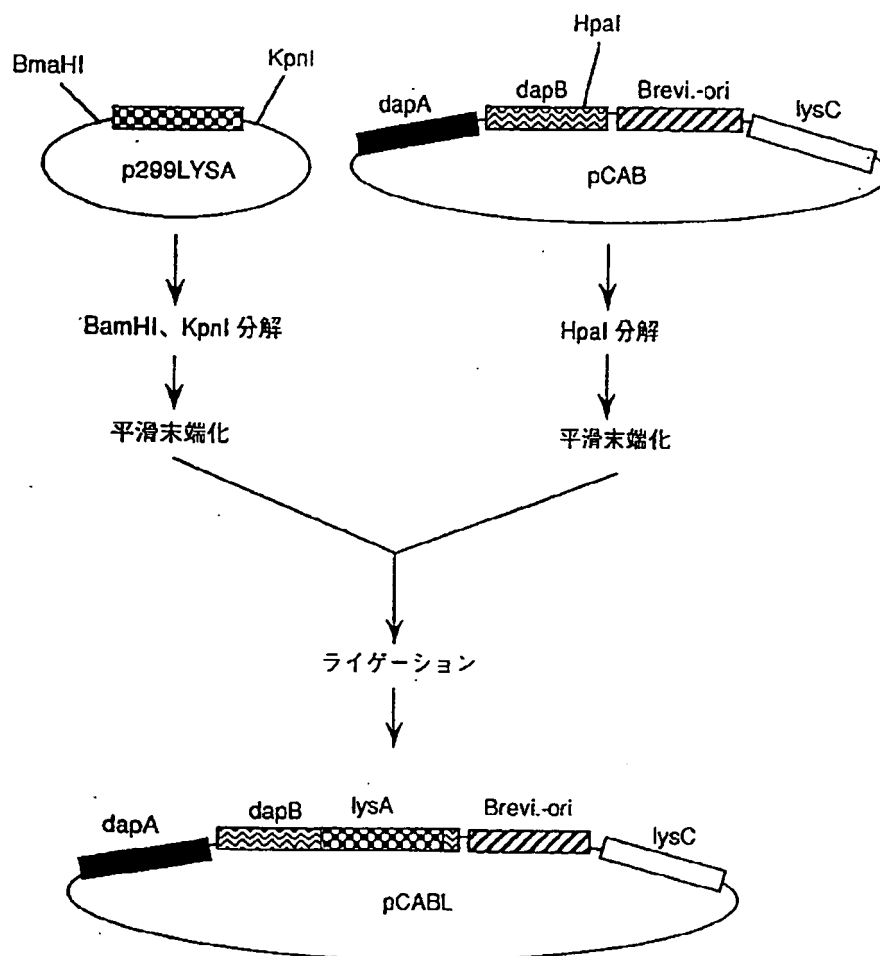 HpaI
BmaHI
KpnI
dapA
dapB
Brevi.-ori
lysC
p299LYSA
pCAB
BamHI、KpnI 分解
HpaI 分解
平滑末端化
平滑末端化
ライゲーション
dapA
dapB
lysA
Brevi.-ori
lysC
pCABL